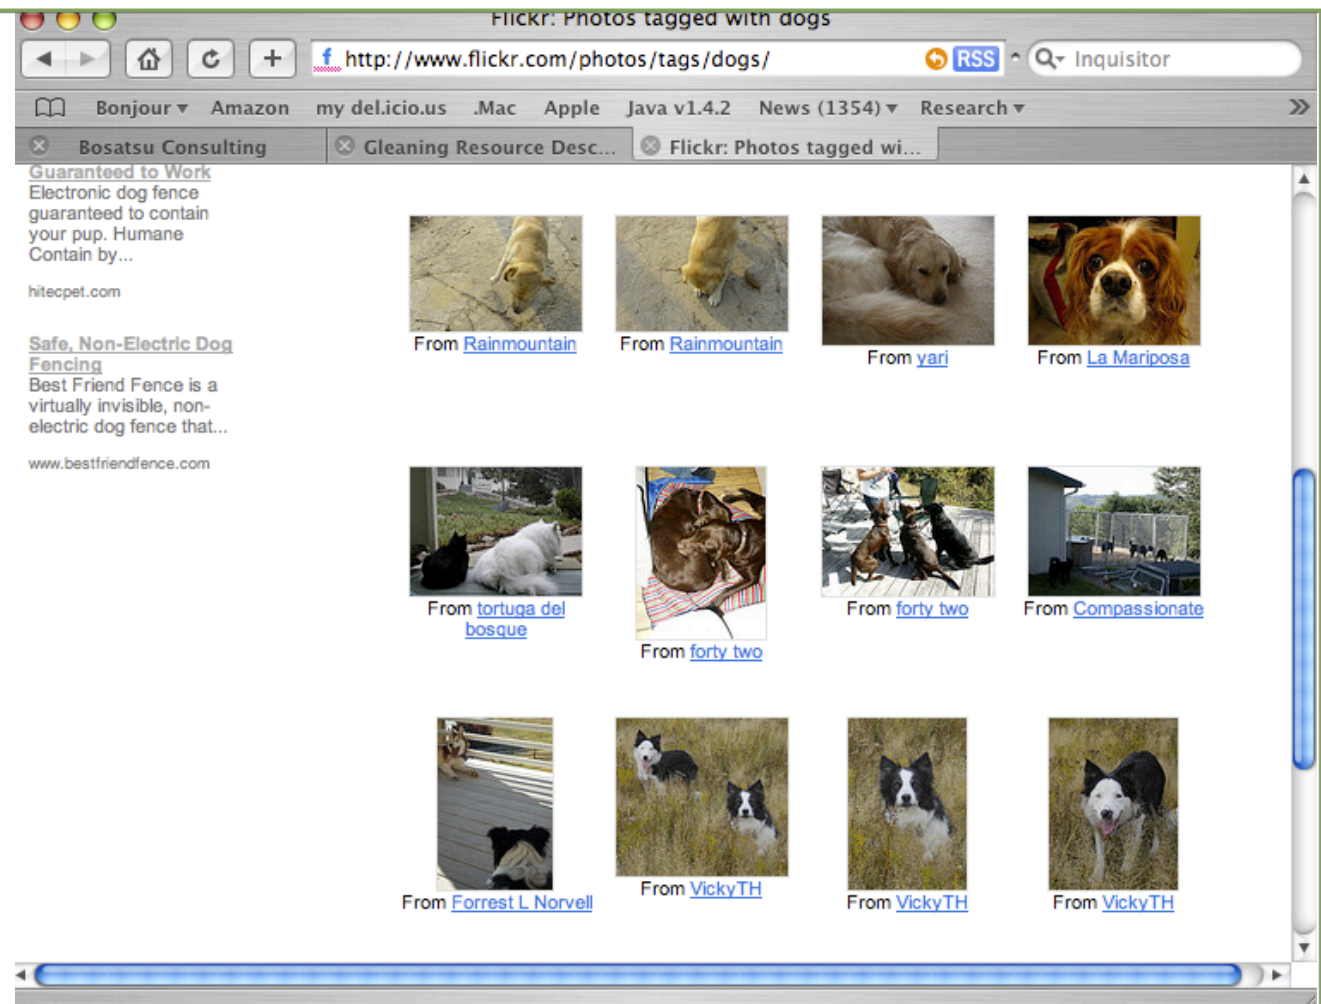 Flickr: Photos tagged with dogs
http://www.flickr.com/photos/tags/dogs/
RSS
Inquisitor
Bonjour Amazon my del.icio.us .Mac Apple Java v1.4.2 News (1354) Research
Bosatsu Consulting
Gleaning Resource Desc...
Flickr: Photos tagged wi...
Guaranteed to Work
Electronic dog fence
guaranteed to contain
your pup. Humane
Contain by...
hitecpet.com
Safe, Non-Electric Dog
Fencing
Best Friend Fence is a
virtually invisible, non-
electric dog fence that...
www.bestfriendfence.com
From Rainmountain
From Rainmountain
From yari
From La Mariposa
From tortuga del
bosque
From forty two
From forty two
From Compassionate
From Forrest L Norvell
From VickyTH
From VickyTH
From VickyTH